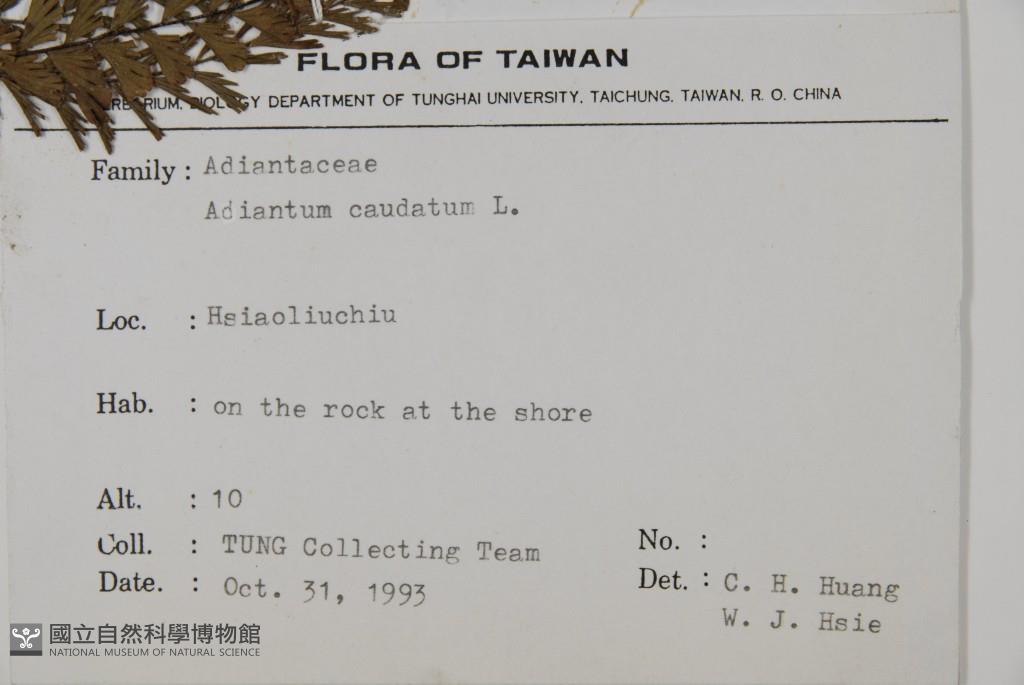 FLORA OF TAIWAN
BIOLOGY DEPARTMENT OF TUNGHAI UNIVERSITY, TAICHUNG, TAIWAN, R. O. CHINA
Family : Adiantaceae
Adiantum caudatum L.
Loc. : Hsiaoliuchiu
Hab. : on the rock at the shore
Alt. : 10
Coll. : TUNG Collecting Team
No. :
Date. : Oct. 31, 1993
Det. : C. H. Huang
W. J. Hsie
國立自然科學博物館
NATIONAL MUSEUM OF NATURAL SCIENCE